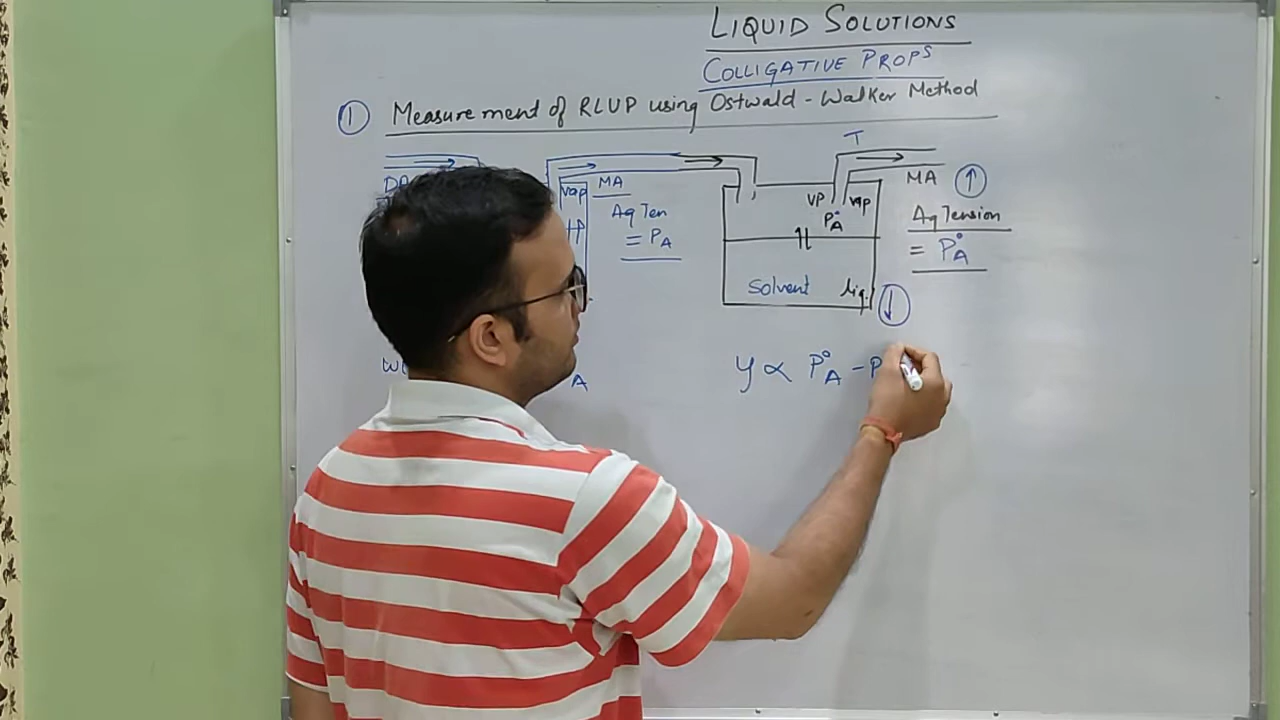 LIQUID SOLUTIONS
COLLIGATIVE PROPS
① Measurement of RLVP using Ostwald - Walker Method
T
DA
vap
MA
Aq Ten
= PA
VP
vap
P°A
MA
↑
Aq Tension
= P°A
Solvent
liq.
↓
y ∝ P°A - P
A